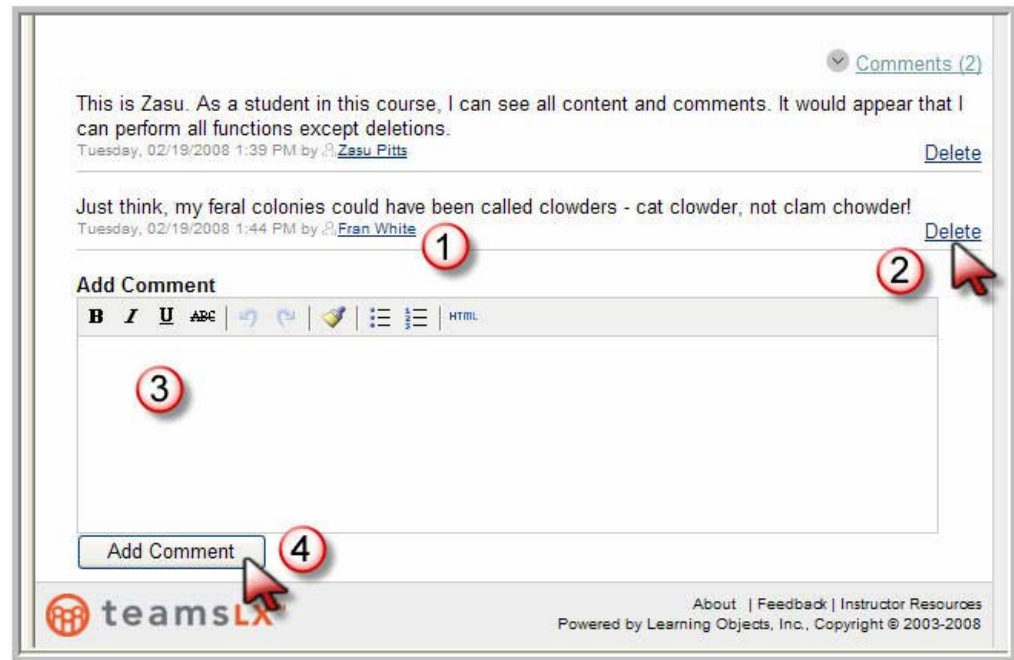 Comments (2)
This is Zasu. As a student in this course, I can see all content and comments. It would appear that I
can perform all functions except deletions.
Tuesday, 02/19/2008 1:39 PM by Zasu Pitts
Delete
Just think, my feral colonies could have been called clowders - cat clowder, not clam chowder!
Tuesday, 02/19/2008 1:44 PM by Fran White
1
Delete
2
Add Comment
B I U ABC HTML
3
Add Comment
4
teamsLX
About | Feedback | Instructor Resources
Powered by Learning Objects, Inc., Copyright © 2003-2008